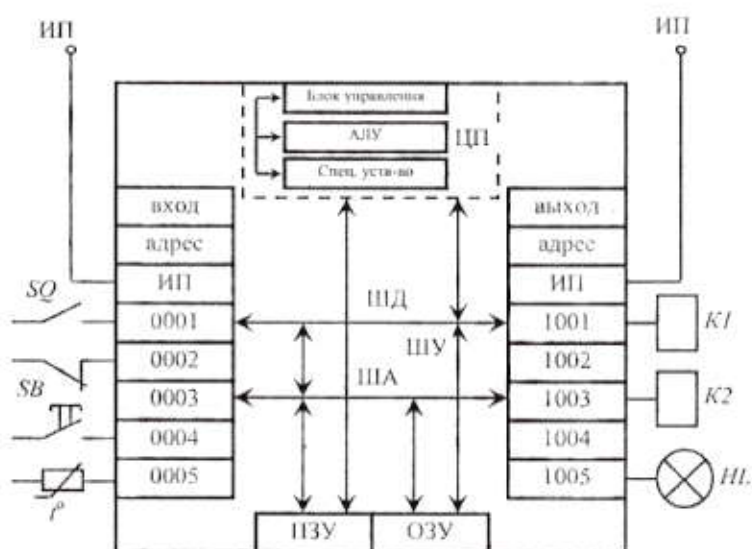 ИП
ИП
Блок управления
АЛУ
ЦП
Спец. уств-во
вход
выход
адрес
адрес
ИП
ИП
SQ
ШД
0001
1001
K1
ШУ
0002
1002
SB
ША
0003
1003
K2
0004
1004
0005
1005
HL
t°
ПЗУ
ОЗУ